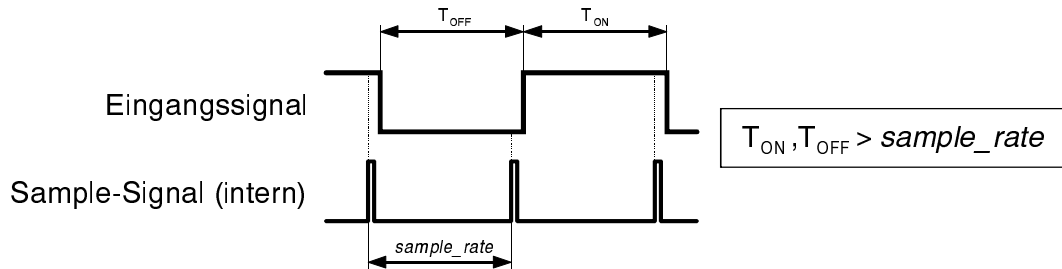 T_OFF T_ON
Eingangssignal
T_ON ,T_OFF > sample_rate
Sample-Signal (intern)
sample_rate